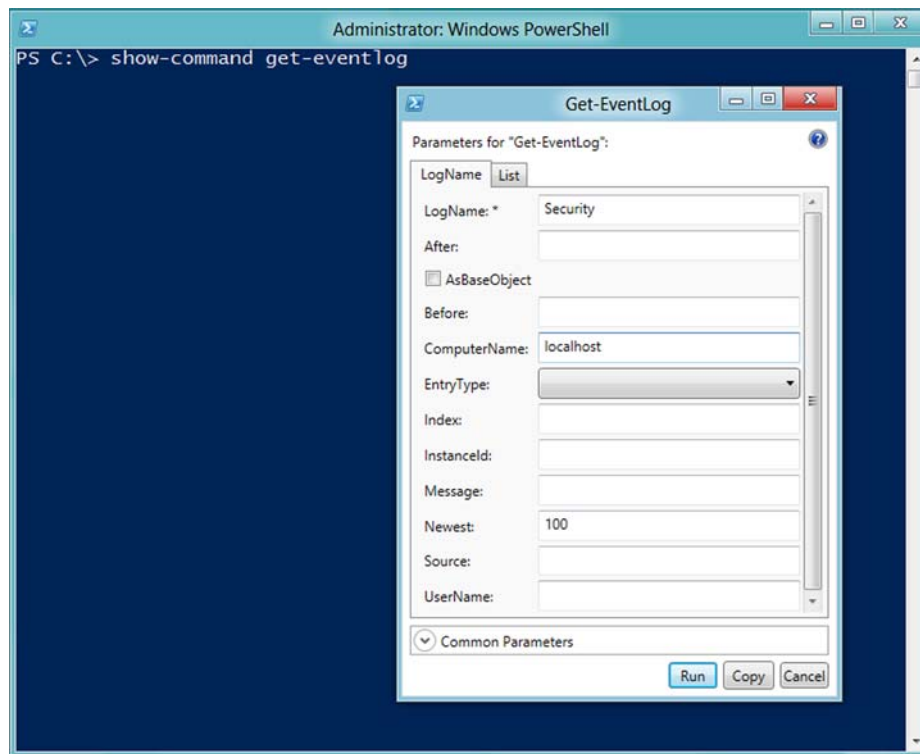 Administrator: Windows PowerShell
PS C:\> show-command get-eventlog
Get-EventLog
Parameters for "Get-EventLog":
LogName List
LogName: * Security
After:
AsBaseObject
Before:
ComputerName: localhost
EntryType:
Index:
InstanceId:
Message:
Newest: 100
Source:
UserName:
Common Parameters
Run Copy Cancel